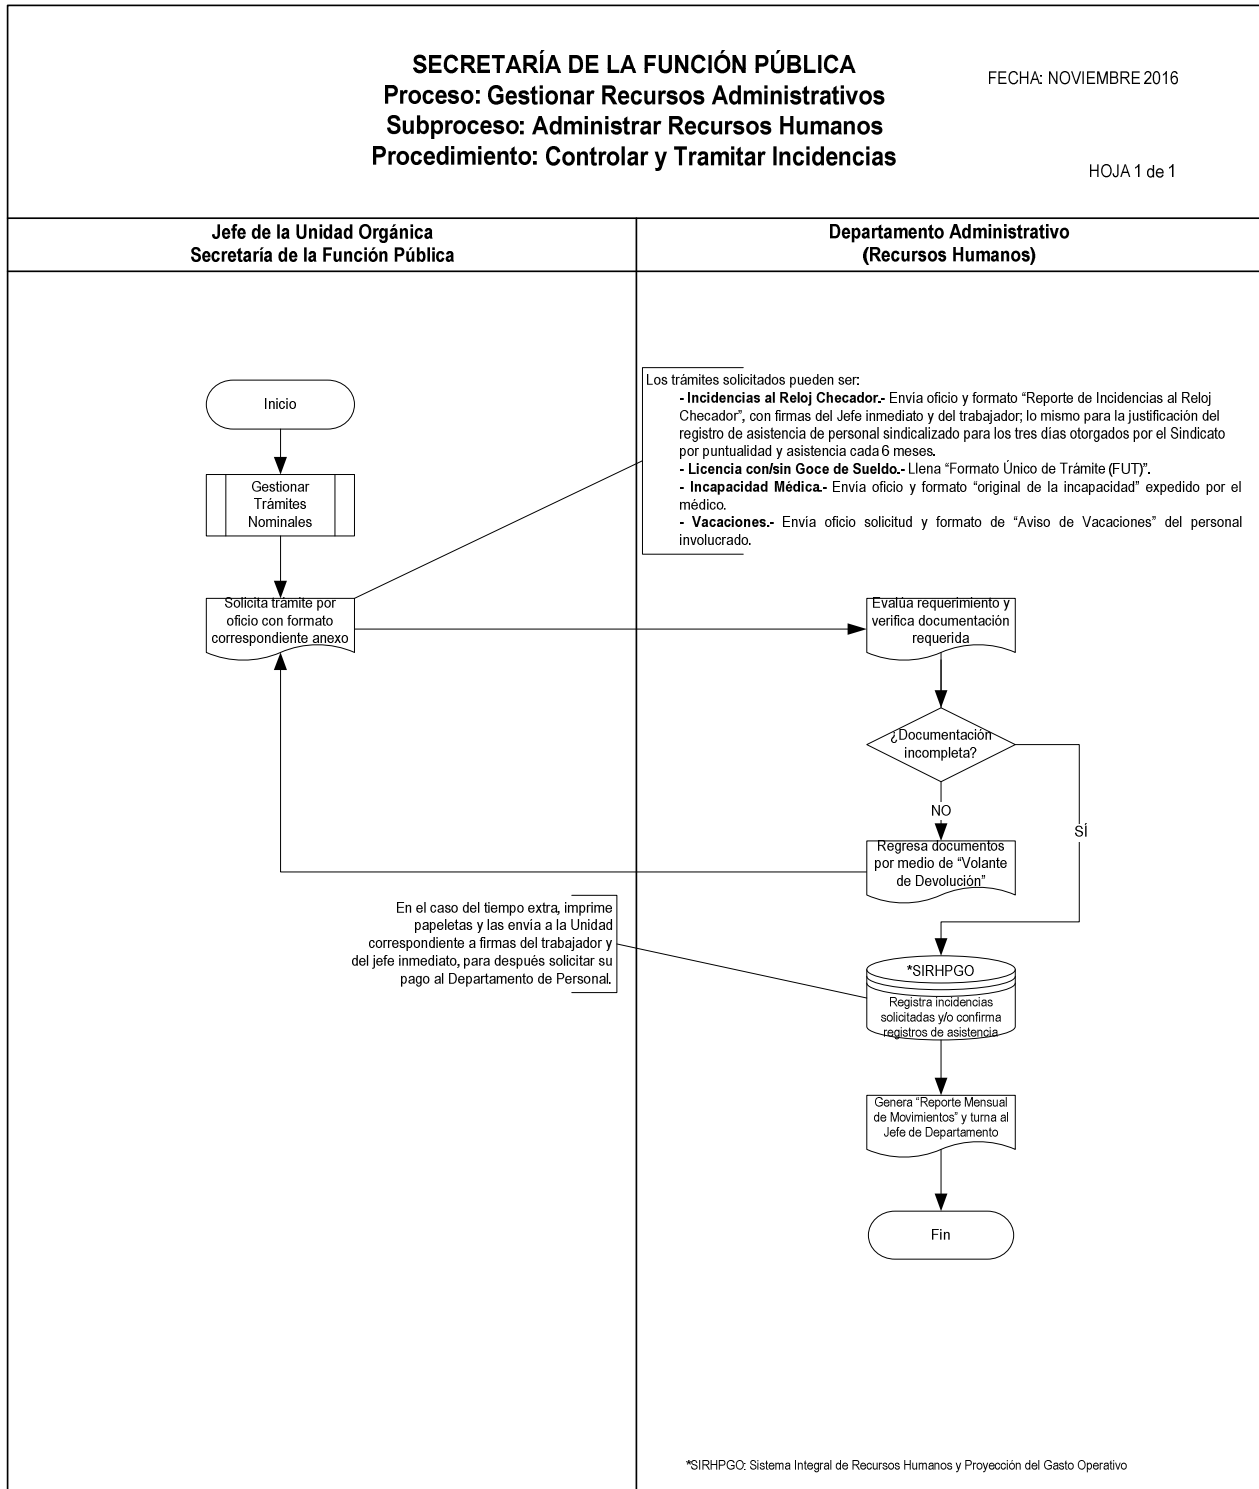 SECRETARÍA DE LA FUNCIÓN PÚBLICA
Proceso: Gestionar Recursos Administrativos
Subproceso: Administrar Recursos Humanos
Procedimiento: Controlar y Tramitar Incidencias
FECHA: NOVIEMBRE 2016
HOJA 1 de 1
Jefe de la Unidad Orgánica
Secretaría de la Función Pública
Departamento Administrativo
(Recursos Humanos)
Inicio
Gestionar
Trámites
Nominales
Solicita trámite por
oficio con formato
correspondiente anexo
Los trámites solicitados pueden ser:
- Incidencias al Reloj Checador.- Envía oficio y formato “Reporte de Incidencias al Reloj
Checador”, con firmas del Jefe inmediato y del trabajador; lo mismo para la justificación del
registro de asistencia de personal sindicalizado para los tres días otorgados por el Sindicato
por puntualidad y asistencia cada 6 meses.
- Licencia con/sin Goce de Sueldo.- Llena “Formato Único de Trámite (FUT)”.
- Incapacidad Médica.- Envía oficio y formato “original de la incapacidad” expedido por el
médico.
- Vacaciones.- Envía oficio solicitud y formato de “Aviso de Vacaciones” del personal
involucrado.
Evalúa requerimiento y
verifica documentación
requerida
¿Documentación
incompleta?
NO
SÍ
Regresa documentos
por medio de “Volante
de Devolución”
En el caso del tiempo extra, imprime
papeletas y las envía a la Unidad
correspondiente a firmas del trabajador y
del jefe inmediato, para después solicitar su
pago al Departamento de Personal.
*SIRHPGO
Registra incidencias
solicitadas y/o confirma
registros de asistencia
Genera “Reporte Mensual
de Movimientos” y turna al
Jefe de Departamento
Fin
*SIRHPGO: Sistema Integral de Recursos Humanos y Proyección del Gasto Operativo